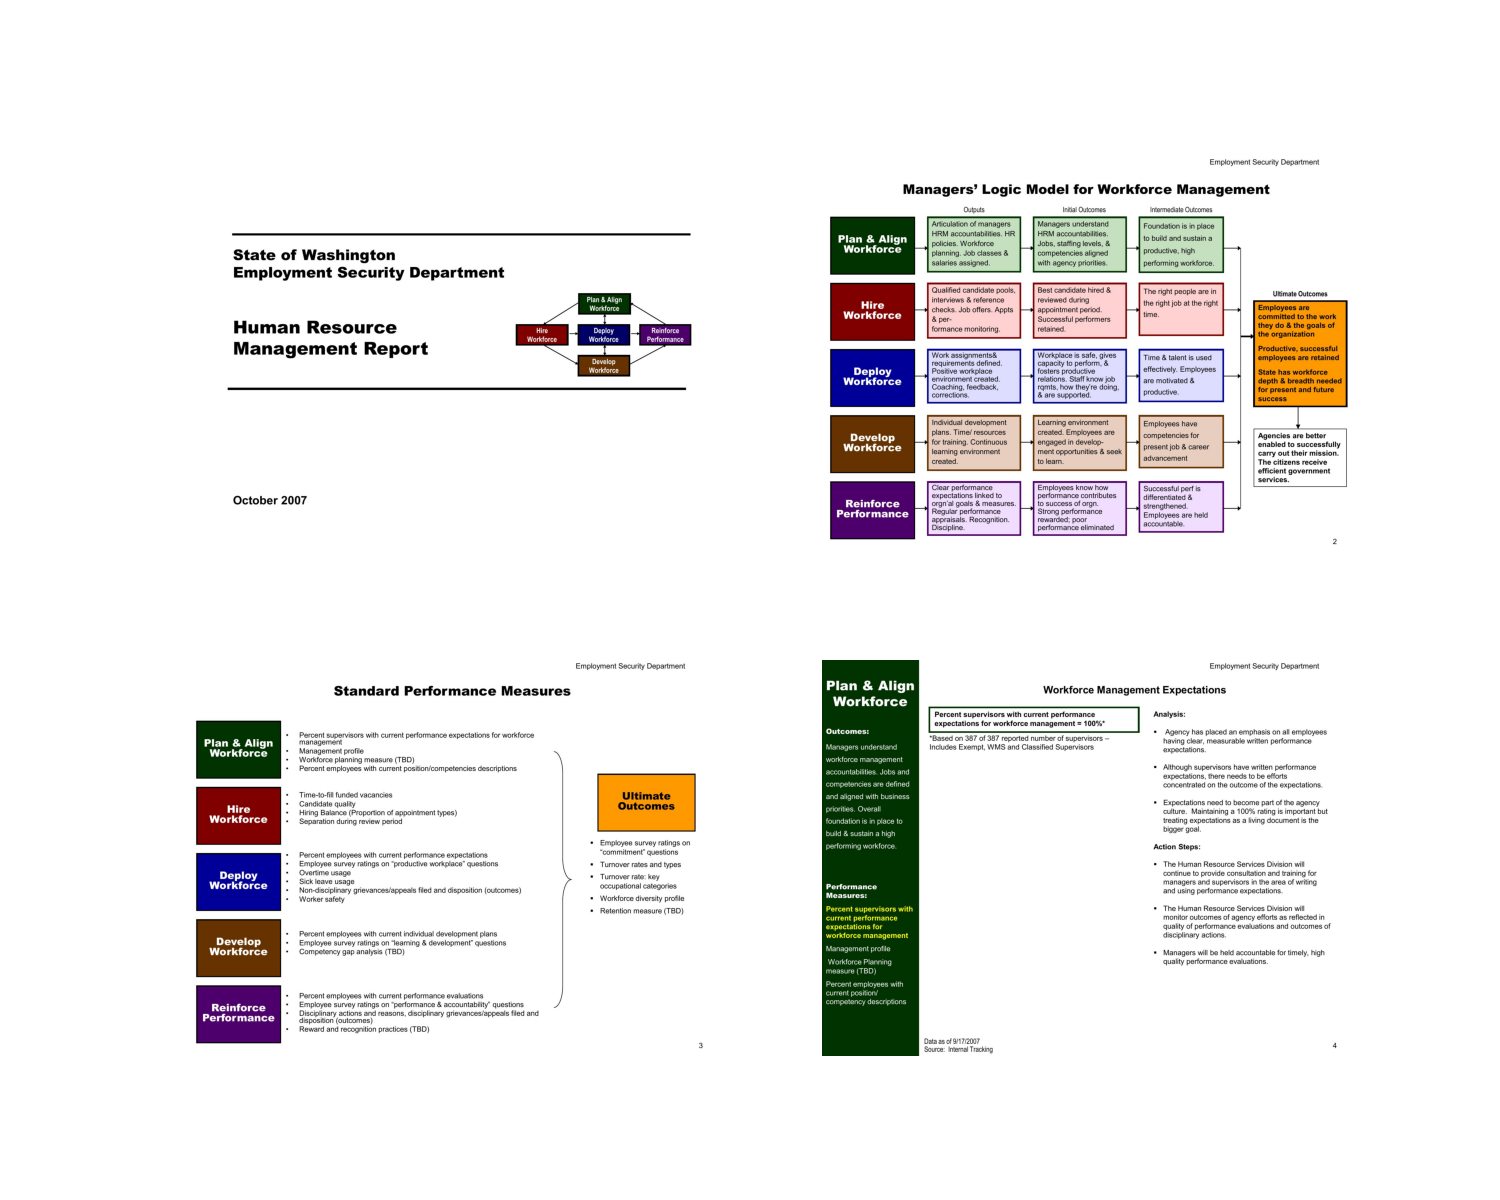 State of Washington
Employment Security Department
Human Resource
Management Report
Plan & Align
Workforce
Hire
Workforce
Deploy
Workforce
Reinforce
Performance
Develop
Workforce
October 2007
Employment Security Department
Managers' Logic Model for Workforce Management
Outputs
Initial Outcomes
Intermediate Outcomes
Plan & Align
Workforce
Articulation of managers
HRM accountabilities. HR
policies. Workforce
planning. Job classes &
salaries assigned.
Managers understand
HRM accountabilities.
Jobs, staffing levels, &
competencies aligned
with agency priorities.
Foundation is in place
to build and sustain a
productive, high
performing workforce.
Hire
Workforce
Qualified candidate pools,
interviews & reference
checks. Job offers. Appts
& per-
formance monitoring.
Best candidate hired &
reviewed during
appointment period.
Successful performers
retained.
The right people are in
the right job at the right
time.
Deploy
Workforce
Work assignments&
requirements defined.
Positive workplace
environment created.
Coaching, feedback,
corrections.
Workplace is safe, gives
capacity to perform, &
fosters productive
relations. Staff know job
rqmts, how they're doing,
& are supported.
Time & talent is used
effectively. Employees
are motivated &
productive.
Develop
Workforce
Individual development
plans. Time/ resources
for training. Continuous
learning environment
created.
Learning environment
created. Employees are
engaged in develop-
ment opportunities & seek
to learn.
Employees have
competencies for
present job & career
advancement
Reinforce
Performance
Clear performance
expectations linked to
orgn'al goals & measures.
Regular performance
appraisals. Recognition.
Discipline.
Employees know how
performance contributes
to success of orgn.
Strong performance
rewarded; poor
performance eliminated
Successful perf is
differentiated &
strengthened.
Employees are held
accountable.
Ultimate Outcomes
Employees are
committed to the work
they do & the goals of
the organization
Productive, successful
employees are retained
State has workforce
depth & breadth needed
for present and future
success
Agencies are better
enabled to successfully
carry out their mission.
The citizens receive
efficient government
services.
2
Employment Security Department
Standard Performance Measures
Plan & Align
Workforce
• Percent supervisors with current performance expectations for workforce
management
• Management profile
• Workforce planning measure (TBD)
• Percent employees with current position/competencies descriptions
Hire
Workforce
• Time-to-fill funded vacancies
• Candidate quality
• Hiring Balance (Proportion of appointment types)
• Separation during review period
Deploy
Workforce
• Percent employees with current performance expectations
• Employee survey ratings on "productive workplace" questions
• Overtime usage
• Sick leave usage
• Non-disciplinary grievances/appeals filed and disposition (outcomes)
• Worker safety
Develop
Workforce
• Percent employees with current individual development plans
• Employee survey ratings on "learning & development" questions
• Competency gap analysis (TBD)
Reinforce
Performance
• Percent employees with current performance evaluations
• Employee survey ratings on "performance & accountability" questions
• Disciplinary actions and reasons, disciplinary grievances/appeals filed and
disposition (outcomes)
• Reward and recognition practices (TBD)
Ultimate
Outcomes
▪ Employee survey ratings on
"commitment" questions
▪ Turnover rates and types
▪ Turnover rate: key
occupational categories
▪ Workforce diversity profile
▪ Retention measure (TBD)
3
Employment Security Department
Plan & Align
Workforce
Outcomes:
Managers understand
workforce management
accountabilities. Jobs and
competencies are defined
and aligned with business
priorities. Overall
foundation is in place to
build & sustain a high
performing workforce.
Performance
Measures:
Percent supervisors with
current performance
expectations for
workforce management
Management profile
Workforce Planning
measure (TBD)
Percent employees with
current position/
competency descriptions
Workforce Management Expectations
Percent supervisors with current performance
expectations for workforce management = 100%*
*Based on 387 of 387 reported number of supervisors –
Includes Exempt, WMS and Classified Supervisors
Analysis:
▪ Agency has placed an emphasis on all employees
having clear, measurable written performance
expectations.
▪ Although supervisors have written performance
expectations, there needs to be efforts
concentrated on the outcome of the expectations.
▪ Expectations need to become part of the agency
culture. Maintaining a 100% rating is important but
treating expectations as a living document is the
bigger goal.
Action Steps:
▪ The Human Resource Services Division will
continue to provide consultation and training for
managers and supervisors in the area of writing
and using performance expectations.
▪ The Human Resource Services Division will
monitor outcomes of agency efforts as reflected in
quality of performance evaluations and outcomes of
disciplinary actions.
▪ Managers will be held accountable for timely, high
quality performance evaluations.
Data as of 9/17/2007
Source: Internal Tracking
4